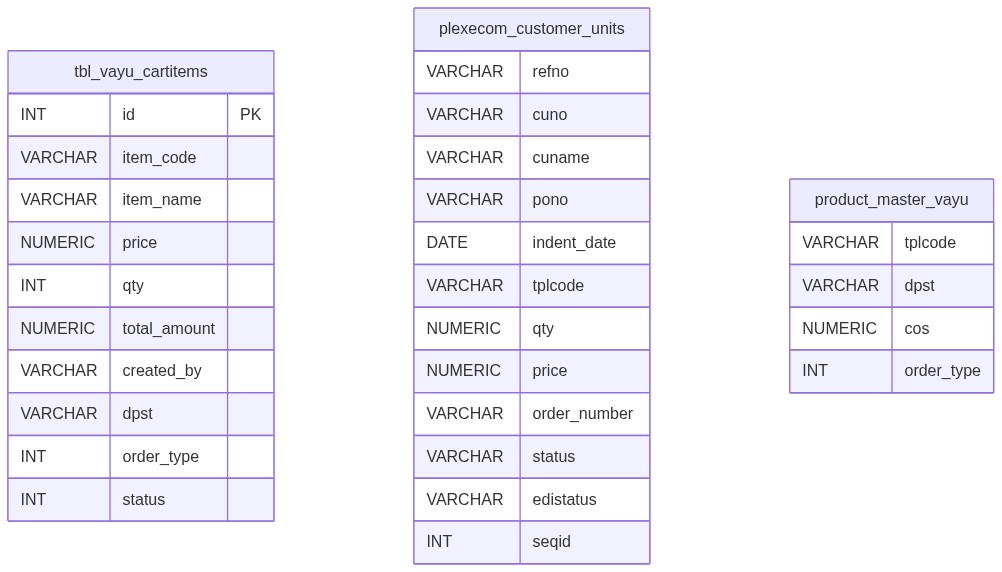 tbl_vayu_cartitems
INT id PK
VARCHAR item_code
VARCHAR item_name
NUMERIC price
INT qty
NUMERIC total_amount
VARCHAR created_by
VARCHAR dpst
INT order_type
INT status
plexecom_customer_units
VARCHAR refno
VARCHAR cuno
VARCHAR cuname
VARCHAR pono
DATE indent_date
VARCHAR tplcode
NUMERIC qty
NUMERIC price
VARCHAR order_number
VARCHAR status
VARCHAR edistatus
INT seqid
product_master_vayu
VARCHAR tplcode
VARCHAR dpst
NUMERIC cos
INT order_type